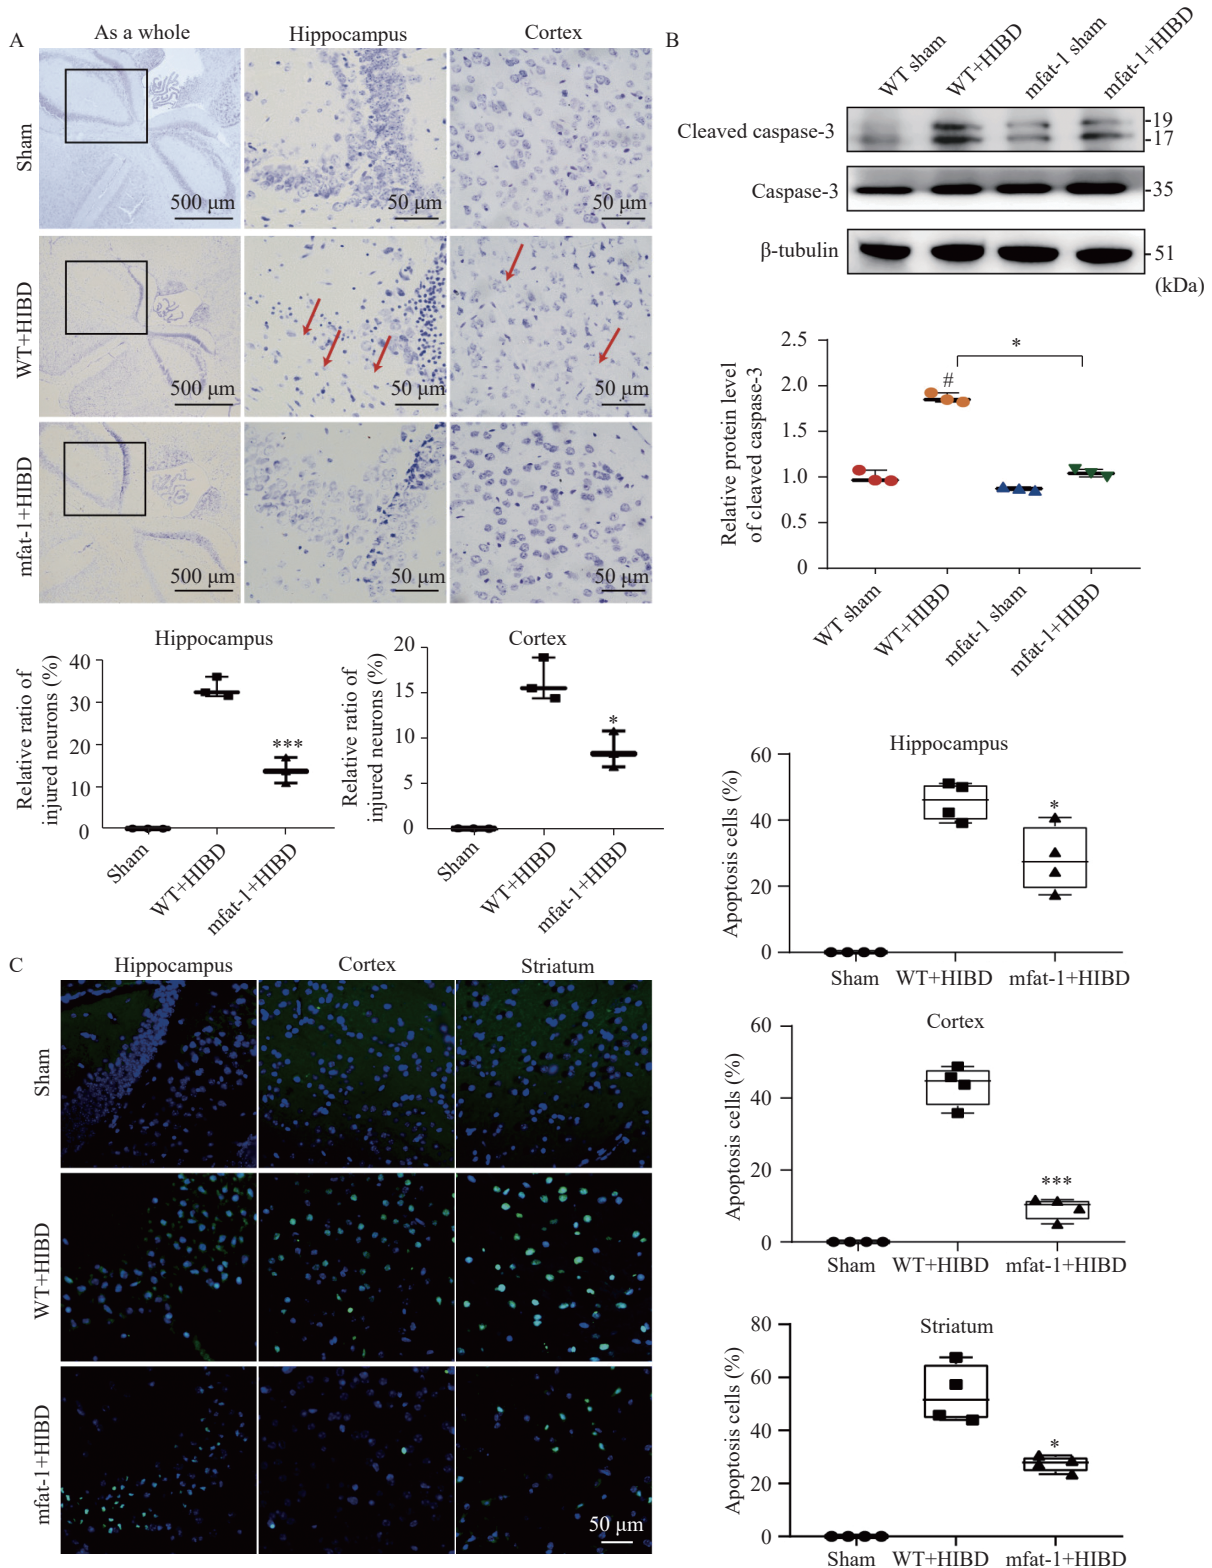 A
As a whole
Hippocampus
Cortex
Sham
500 μm
50 μm
50 μm
WT+HIBD
500 μm
50 μm
50 μm
mfat-1+HIBD
500 μm
50 μm
50 μm
Hippocampus
Relative ratio of
injured neurons (%)
40
30
20
10
0
***
Sham
WT+HIBD
mfat-1+HIBD
Cortex
Relative ratio of
injured neurons (%)
20
15
10
5
0
*
Sham
WT+HIBD
mfat-1+HIBD
B
WT sham
WT+HIBD
mfat-1 sham
mfat-1+HIBD
Cleaved caspase-3
19
17
Caspase-3
35
β-tubulin
51
(kDa)
Relative protein level
of cleaved caspase-3
2.5
2.0
1.5
1.0
0.5
0
#
*
WT sham
WT+HIBD
mfat-1 sham
mfat-1+HIBD
C
Hippocampus
Cortex
Striatum
Sham
WT+HIBD
mfat-1+HIBD
50 μm
Hippocampus
Apoptosis cells (%)
60
40
20
0
*
Sham
WT+HIBD
mfat-1+HIBD
Cortex
Apoptosis cells (%)
60
40
20
0
***
Sham
WT+HIBD
mfat-1+HIBD
Striatum
Apoptosis cells (%)
80
60
40
20
0
*
Sham
WT+HIBD
mfat-1+HIBD